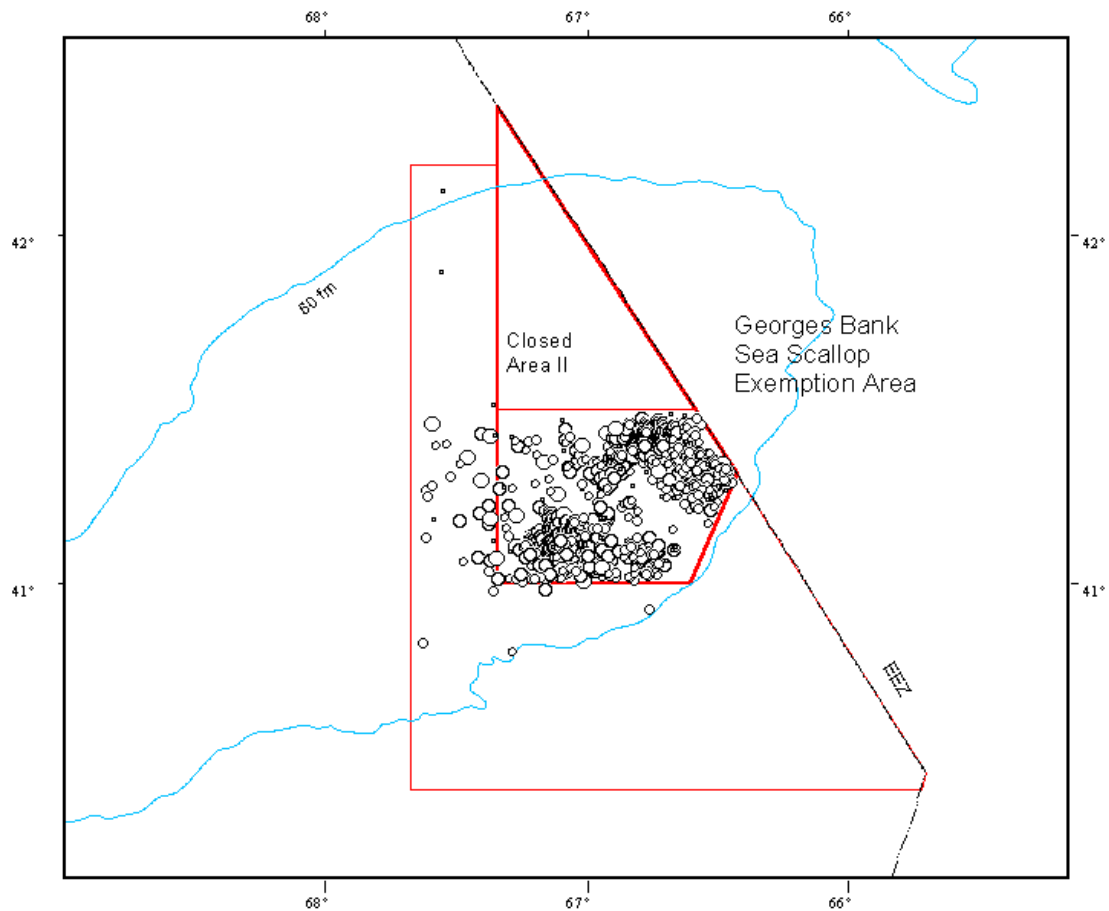 68° 67° 66°
42° 42°
60 fm
Georges Bank
Sea Scallop
Exemption Area
Closed
Area II
41° 41°
EEZ
68° 67° 66°